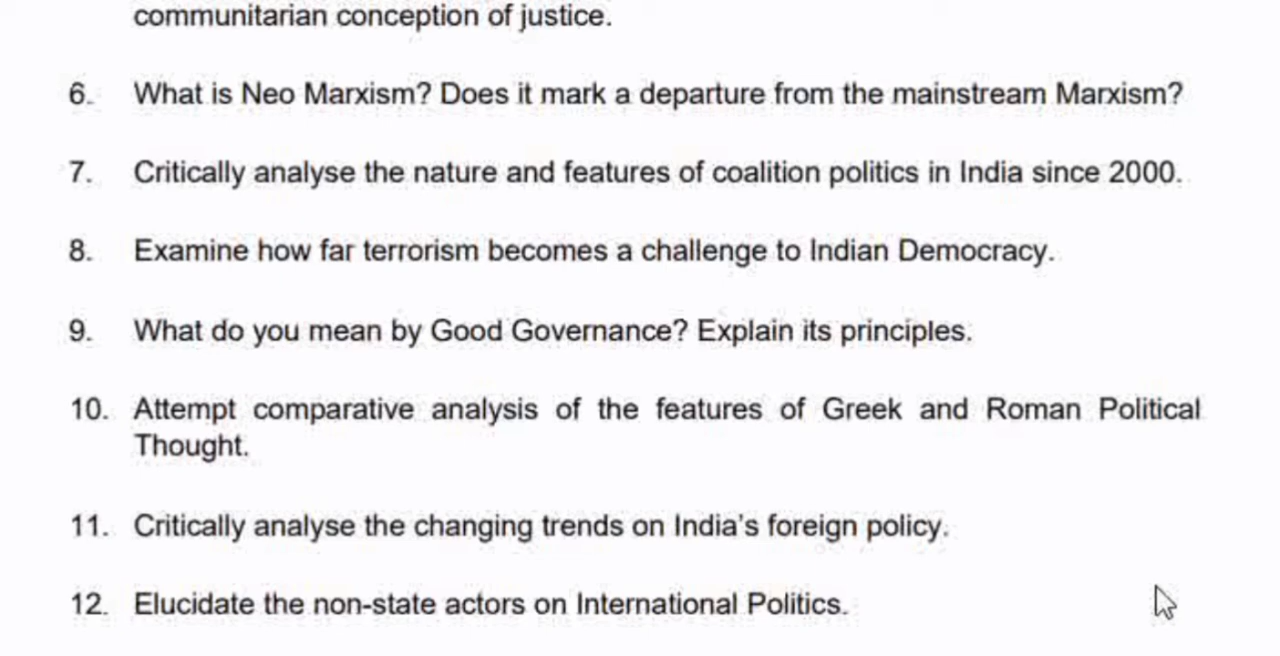 communitarian conception of justice.
6. What is Neo Marxism? Does it mark a departure from the mainstream Marxism?
7. Critically analyse the nature and features of coalition politics in India since 2000.
8. Examine how far terrorism becomes a challenge to Indian Democracy.
9. What do you mean by Good Governance? Explain its principles.
10. Attempt comparative analysis of the features of Greek and Roman Political
Thought.
11. Critically analyse the changing trends on India's foreign policy.
12. Elucidate the non-state actors on International Politics.